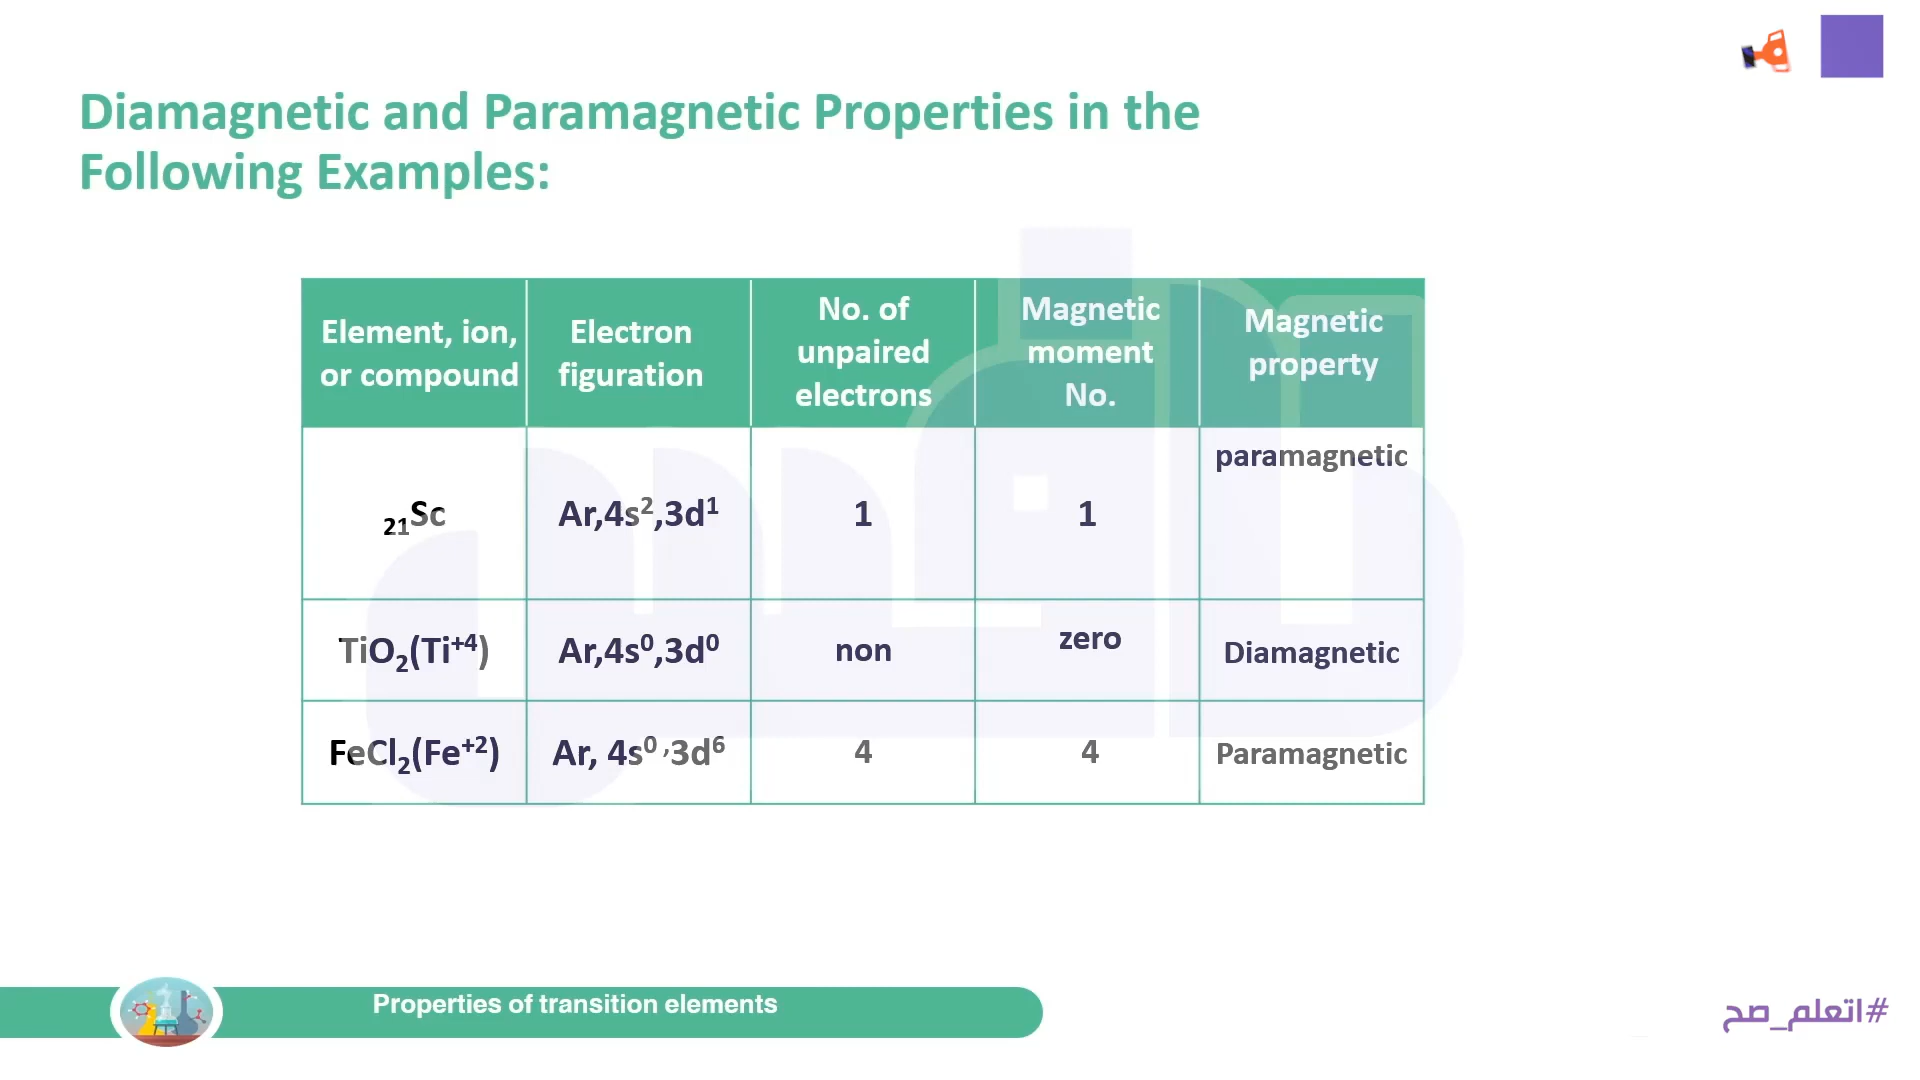 Diamagnetic and Paramagnetic Properties in the
Following Examples:
Element, ion,
or compound
Electron
figuration
No. of
unpaired
electrons
Magnetic
moment
No.
Magnetic
property
₂₁Sc
Ar,4s²,3d¹
1
1
paramagnetic
TiO₂(Ti⁺⁴)
Ar,4s⁰,3d⁰
non
zero
Diamagnetic
FeCl₂(Fe⁺²)
Ar, 4s⁰ ,3d⁶
4
4
Paramagnetic
Properties of transition elements
#اتعلم_صح